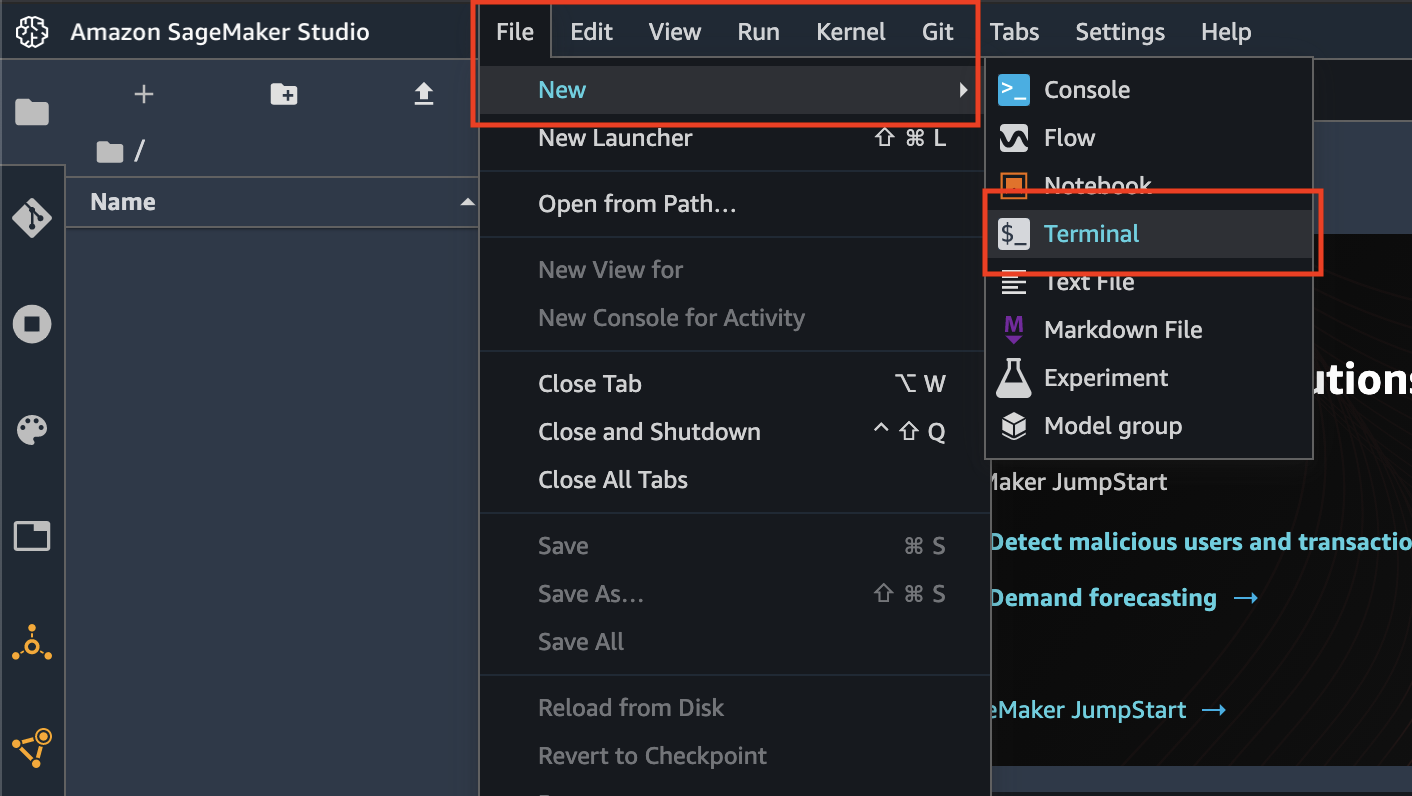 Amazon SageMaker Studio
File Edit View Run Kernel Git Tabs Settings Help
/
Name
New
New Launcher ⇧ ⌘ L
Open from Path…
New View for
New Console for Activity
Close Tab ⌥ W
Close and Shutdown ^ ⇧ Q
Close All Tabs
Save ⌘ S
Save As… ⇧ ⌘ S
Save All
Reload from Disk
Revert to Checkpoint
>_ Console
Flow
Notebook
$_ Terminal
Text File
M Markdown File
Experiment
Model group
utions
Maker JumpStart
Detect malicious users and transactio
Demand forecasting →
eMaker JumpStart →